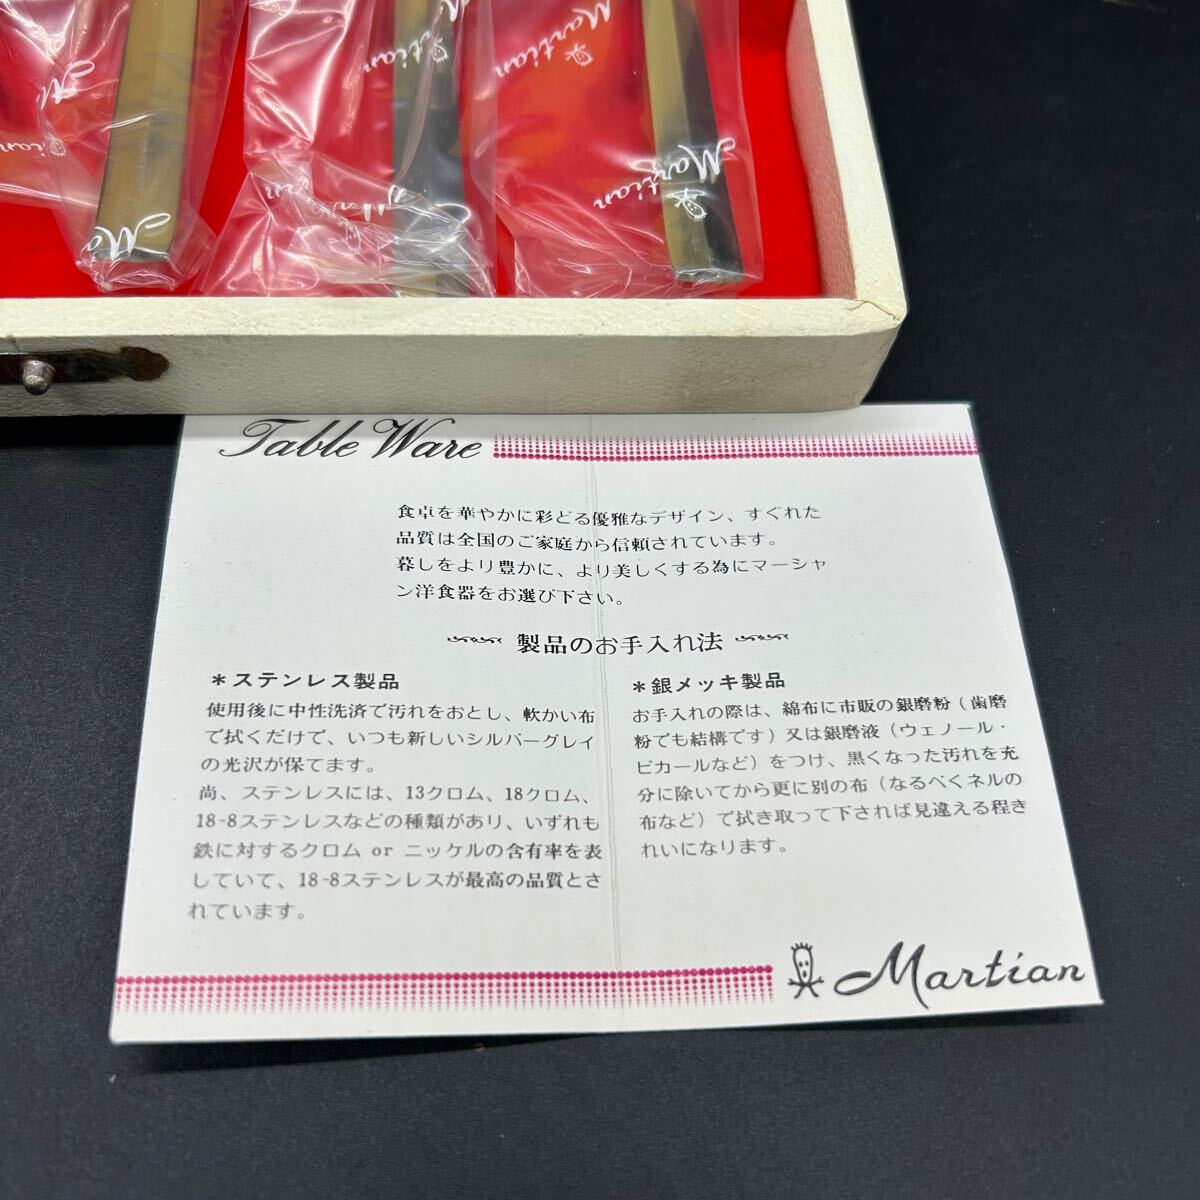 Martian
Martian
Martian
Table Ware
食卓を華やかに彩どる優雅なデザイン、すぐれた
品質は全国のご家庭から信頼されています。
暮しをより豊かに、より美しくする為にマーシャ
ン洋食器をお選び下さい。
製品のお手入れ法
＊ステンレス製品
使用後に中性洗済で汚れをおとし、軟かい布
で拭くだけで、いつも新しいシルバーグレイ
の光沢が保てます。
尚、ステンレスには、13クロム、18クロム、
18-8ステンレスなどの種類があり、いずれも
鉄に対するクロム or ニッケルの含有率を表
していて、18-8ステンレスが最高の品質とさ
れています。
＊銀メッキ製品
お手入れの際は、綿布に市販の銀磨粉（歯磨
粉でも結構です）又は銀磨液（ウェノール・
ピカールなど）をつけ、黒くなった汚れを充
分に除いてから更に別の布（なるべくネルの
布など）で拭き取って下されば見違える程き
れいになります。
Martian